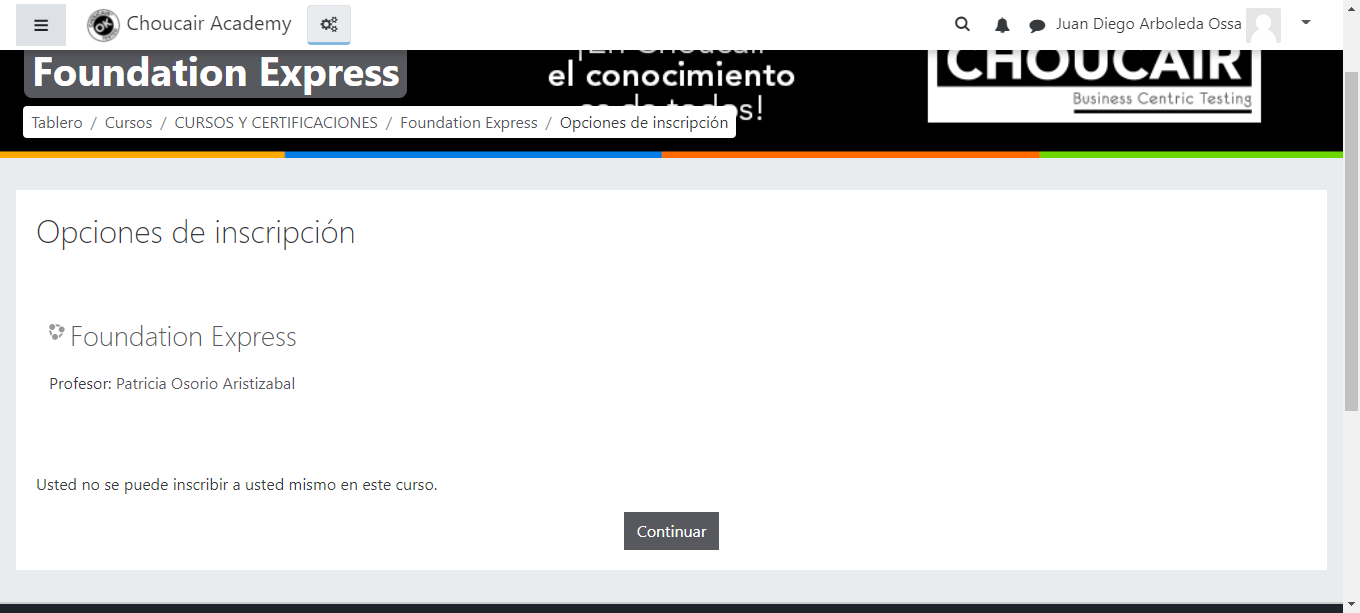 Choucair Academy
Juan Diego Arboleda Ossa
Foundation Express
¡En Choucair
el conocimiento
es de todos!
CHOUCAIR
Business Centric Testing
Tablero / Cursos / CURSOS Y CERTIFICACIONES / Foundation Express / Opciones de inscripción
Opciones de inscripción
Foundation Express
Profesor: Patricia Osorio Aristizabal
Usted no se puede inscribir a usted mismo en este curso.
Continuar